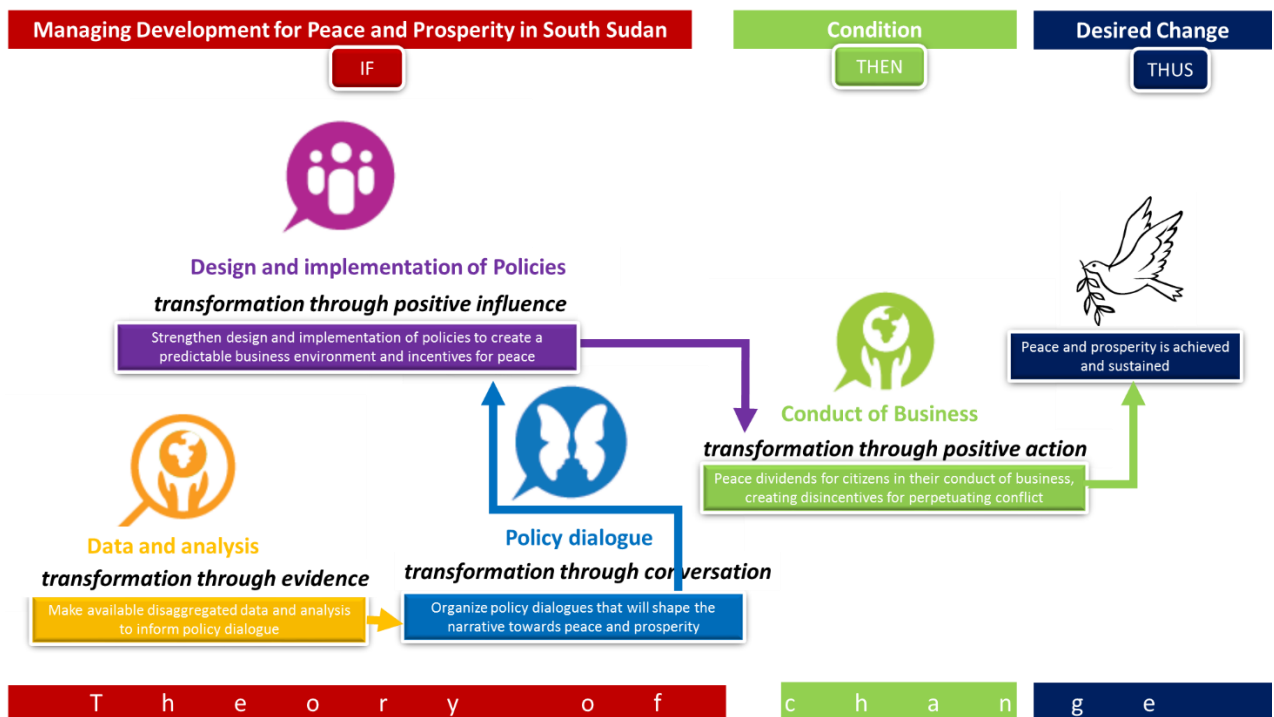 Managing Development for Peace and Prosperity in South Sudan
Condition
Desired Change
IF
THEN
THUS
Design and implementation of Policies
transformation through positive influence
Strengthen design and implementation of policies to create a
predictable business environment and incentives for peace
Peace and prosperity is achieved
and sustained
Conduct of Business
transformation through positive action
Peace dividends for citizens in their conduct of business,
creating disincentives for perpetuating conflict
Data and analysis
transformation through evidence
Make available disaggregated data and analysis
to inform policy dialogue
Policy dialogue
transformation through conversation
Organize policy dialogues that will shape the
narrative towards peace and prosperity
T h e o r y o f c h a n g e